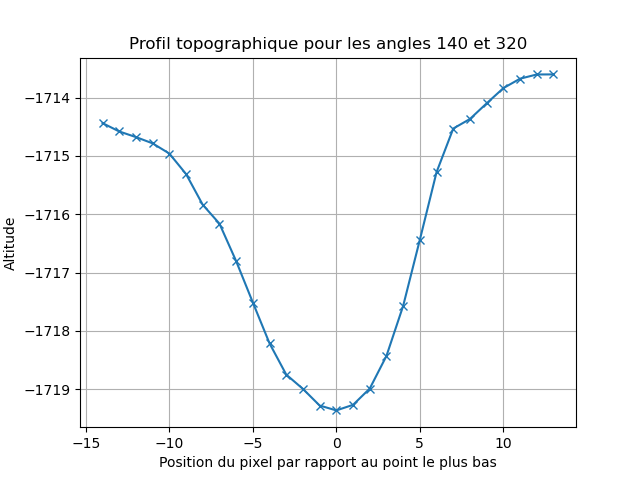 Profil topographique pour les angles 140 et 320
−1714
−1715
−1716
−1717
−1718
−1719
Altitude
−15 −10 −5 0 5 10
Position du pixel par rapport au point le plus bas